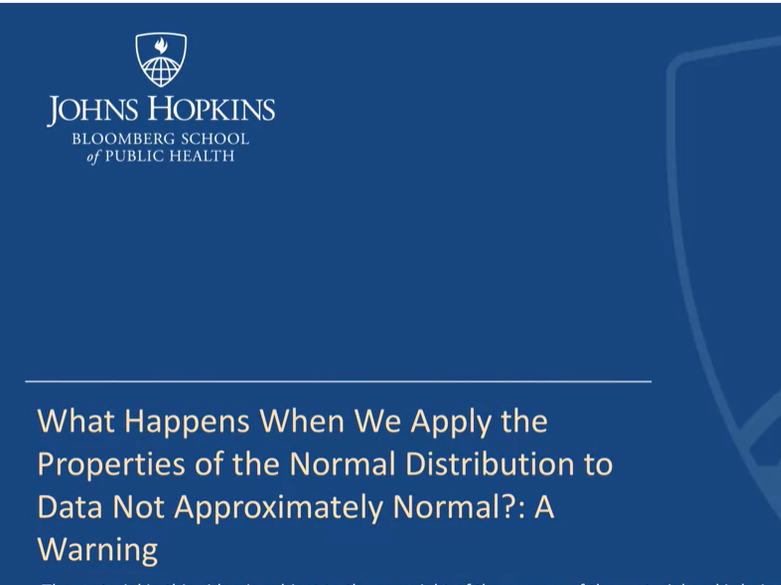 JOHNS HOPKINS
BLOOMBERG SCHOOL
of PUBLIC HEALTH
What Happens When We Apply the
Properties of the Normal Distribution to
Data Not Approximately Normal?: A
Warning